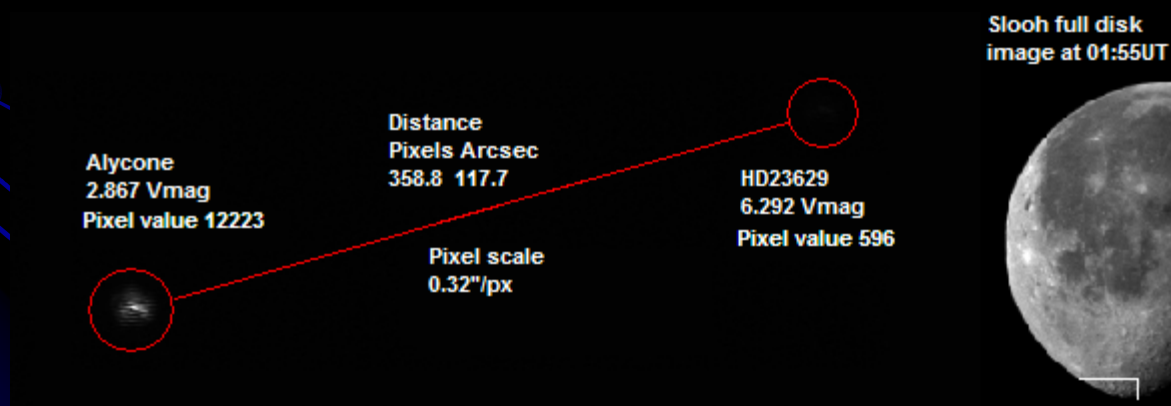 Slooh full disk
image at 01:55UT
Distance
Pixels Arcsec
358.8 117.7
Alycone
2.867 Vmag
Pixel value 12223
HD23629
6.292 Vmag
Pixel value 596
Pixel scale
0.32"/px